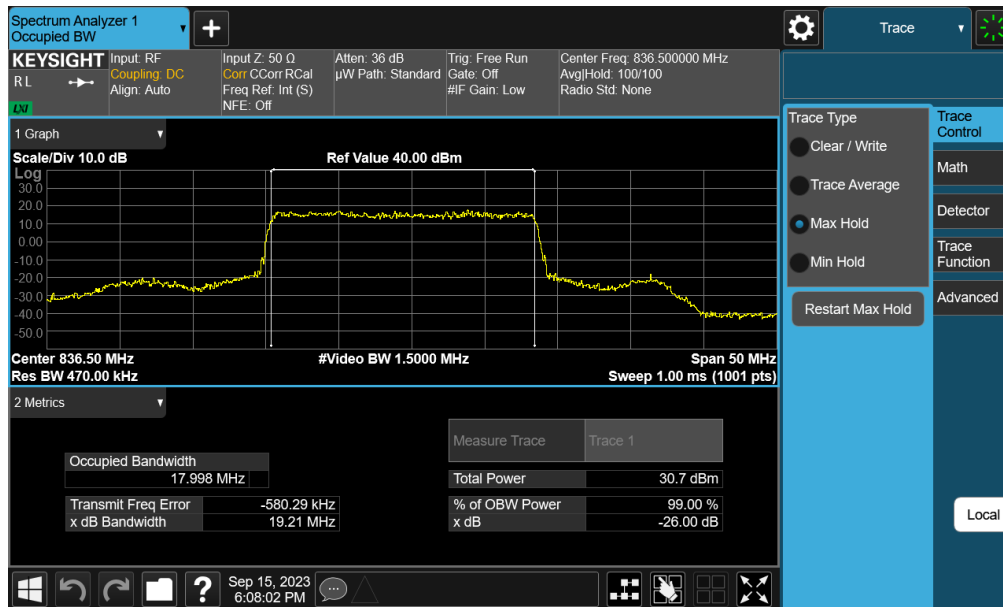 Spectrum Analyzer 1
Occupied BW
+
Trace
KEYSIGHT
RL
LXI
Input: RF
Coupling: DC
Align: Auto
Input Z: 50 Ω
Corr CCorr RCal
Freq Ref: Int (S)
NFE: Off
Atten: 36 dB
µW Path: Standard
Trig: Free Run
Gate: Off
#IF Gain: Low
Center Freq: 836.500000 MHz
Avg|Hold: 100/100
Radio Std: None
1 Graph
Scale/Div 10.0 dB
Ref Value 40.00 dBm
Log
30.0
20.0
10.0
0.00
-10.0
-20.0
-30.0
-40.0
-50.0
Center 836.50 MHz
#Video BW 1.5000 MHz
Span 50 MHz
Res BW 470.00 kHz
Sweep 1.00 ms (1001 pts)
2 Metrics
Measure Trace
Trace 1
Occupied Bandwidth
17.998 MHz
Total Power
30.7 dBm
Transmit Freq Error
-580.29 kHz
% of OBW Power
99.00 %
x dB Bandwidth
19.21 MHz
x dB
-26.00 dB
?
Sep 15, 2023
6:08:02 PM
Trace Type
Clear / Write
Trace Average
Max Hold
Min Hold
Restart Max Hold
Trace
Control
Math
Detector
Trace
Function
Advanced
Local